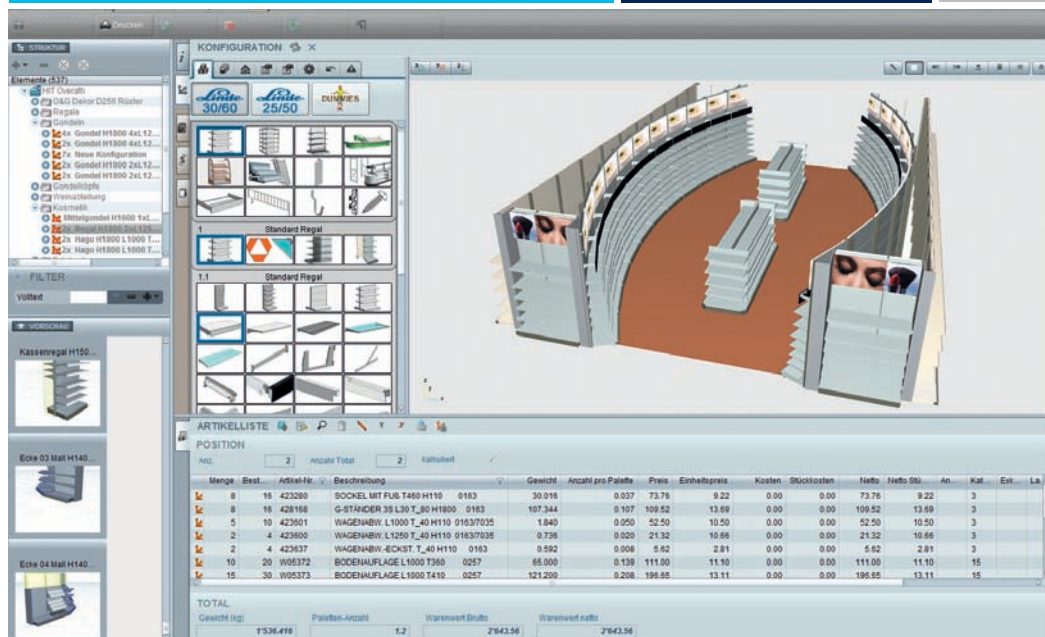 Drucken
STRUKTUR
Elemente (537)
HIT Overath
O&G Dekor D256 Rüster
Regale
Gondeln
4x Gondel H1800 4xL12...
2x Gondel H1800 4xL12...
7x Neue Konfiguration
2x Gondel H1800 2xL12...
2x Gondel H1800 2xL12...
Gondelköpfe
Weinabteilung
Kosmetik
Mittelgondel H1600 1xL...
2x Regal H1800 2xL125...
2x Hago H1800 L1000 T...
2x Hago H1800 L1000 T...
FILTER
Volltext
VORSCHAU
Kassenregal H150...
Ecke 03 Mall H140...
Ecke 04 Mall H140...
KONFIGURATION
Linde 30/60
Linde 25/50
DUMMIES
1 Standard Regal
1.1 Standard Regal
ARTIKELLISTE
POSITION
Anz. 2 Anzahl Total 2 kalkuliert
Menge Best... Artikel-Nr. Beschreibung Gewicht Anzahl pro Palette Preis Einheitspreis Kosten Stückkosten Netto Netto Stü... An... Kat... Exk... La
8 16 423280 SOCKEL MIT FUß T460 H110 0163 30.016 0.037 73.76 9.22 0.00 0.00 73.76 9.22 3
8 16 428168 G-STÄNDER 3S L30 T_80 H1800 0163 107.344 0.107 109.52 13.69 0.00 0.00 109.52 13.69 3
5 10 423601 WAGENABW. L1000 T_40 H110 0163/7035 1.840 0.050 52.50 10.50 0.00 0.00 52.50 10.50 3
2 4 423600 WAGENABW. L1250 T_40 H110 0163/7035 0.736 0.020 21.32 10.66 0.00 0.00 21.32 10.66 3
2 4 423637 WAGENABW.-ECKST. T_40 H110 0163 0.592 0.008 5.62 2.81 0.00 0.00 5.62 2.81 3
10 20 W05372 BODENAUFLAGE L1000 T360 0257 65.000 0.139 111.00 11.10 0.00 0.00 111.00 11.10 15
15 30 W05373 BODENAUFLAGE L1000 T410 0257 121.200 0.208 196.65 13.11 0.00 0.00 196.65 13.11 15
TOTAL
Gewicht (kg) Paletten-Anzahl Warenwert Brutto Warenwert netto
1'536.416 1.2 2'643.56 2'643.56